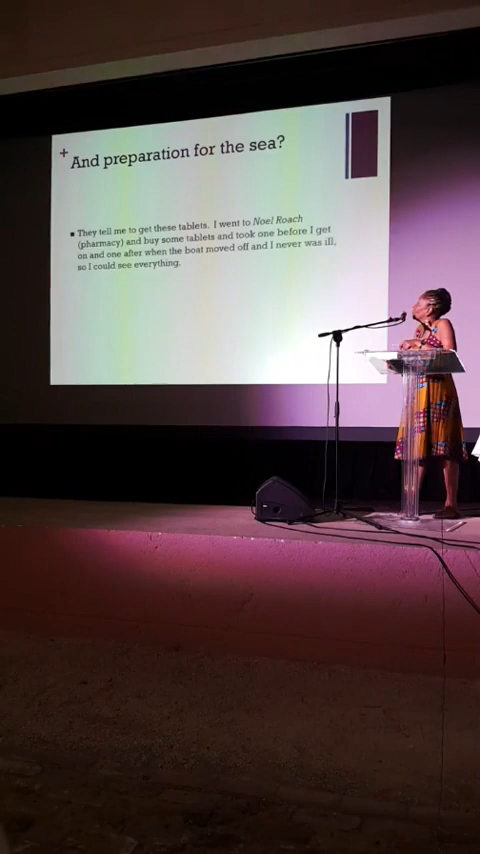 +
And preparation for the sea?
▪ They tell me to get these tablets. I went to Noel Roach
(pharmacy) and buy some tablets and took one before I get
on and one after when the boat moved off and I never was ill,
so I could see everything.